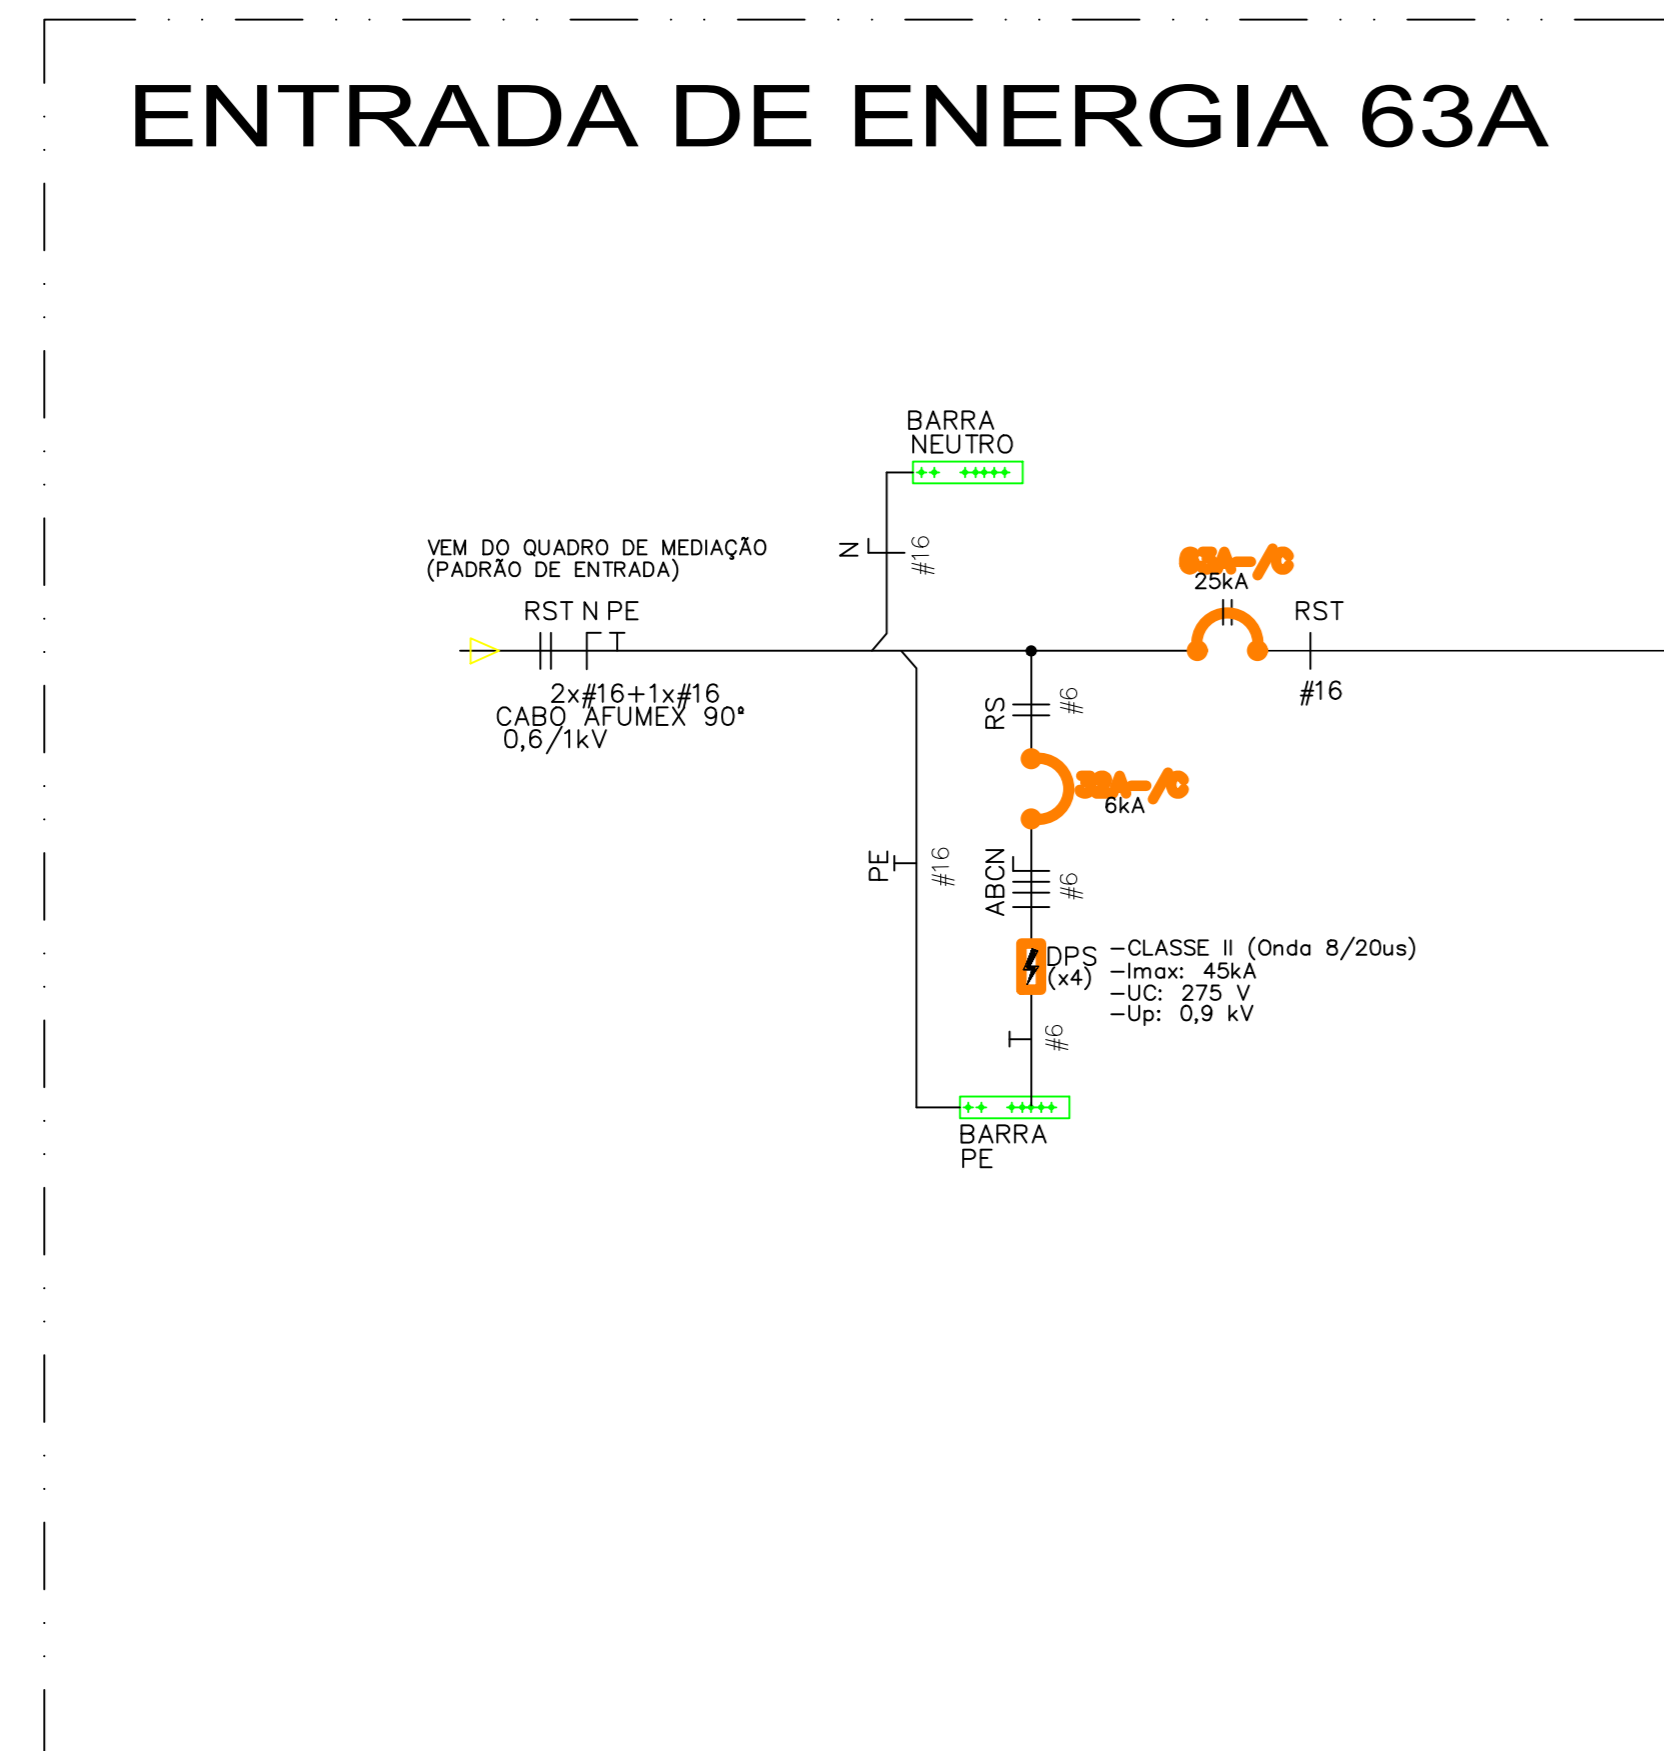 ENTRADA DE ENERGIA 63A
BARRA
NEUTRO
N
#16
VEM DO QUADRO DE MEDIAÇÃO
(PADRÃO DE ENTRADA)
RST N PE
2x#16+1x#16
CABO AFUMEX 90°
0,6/1kV
63A-/C
25kA
RST
#16
RS
#6
32A-/C
6kA
PE
#16
ABCN
#6
DPS
(x4)
-CLASSE II (Onda 8/20us)
-Imax: 45kA
-UC: 275 V
-Up: 0,9 kV
#6
BARRA
PE